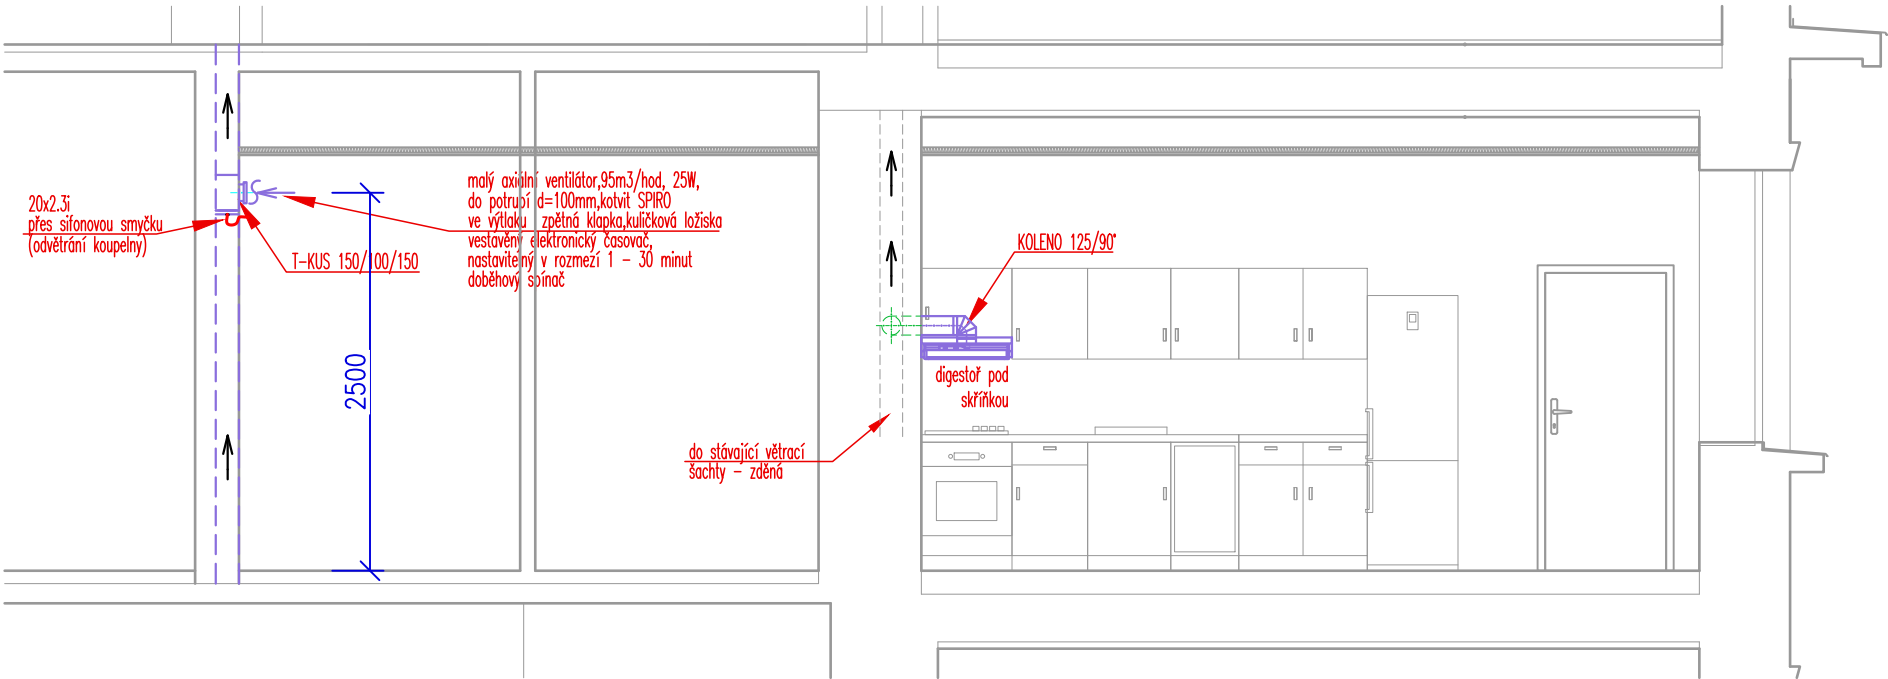 20x2.3i
přes sifonovou smyčku
(odvětrání koupelny)
T-KUS 150/100/150
malý axiální ventilátor,95m3/hod, 25W,
do potrubí d=100mm,kotvit SPIRO
ve výtlaku zpětná klapka,kuličková ložiska
vestavěný elektronický časovač,
nastavitelný v rozmezí 1 - 30 minut
doběhový spínač
2500
KOLENO 125/90°
digestoř pod
skříňkou
do stávající větrací
šachty - zděná